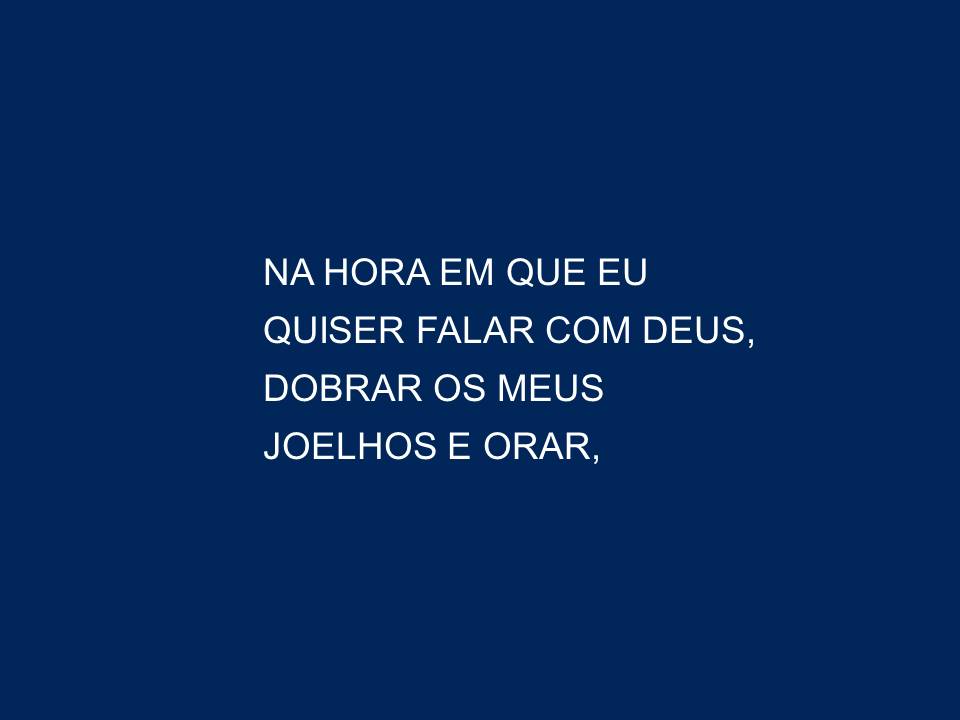 NA HORA EM QUE EU
QUISER FALAR COM DEUS,
DOBRAR OS MEUS
JOELHOS E ORAR,